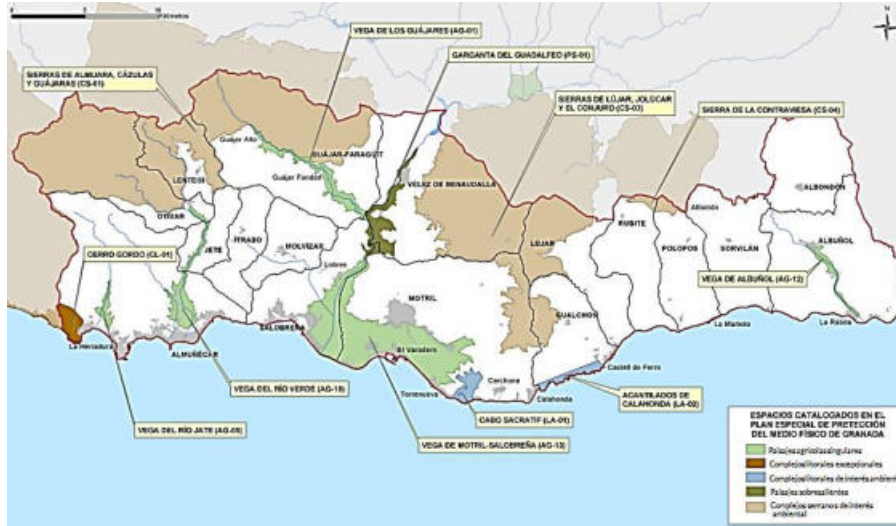 VEGA DE LOS GUÁJARES (AG-01)
GARGANTA DEL GUADALFEO (PS-01)
SIERRAS DE ALMIJARA, CÁZULAS
Y GUÁJARAS (CS-01)
SIERRAS DE LÚJAR, JOLÚCAR
Y EL CONJURO (CS-03)
SIERRA DE LA CONTRAVIESA (CS-04)
Guájar Alto
GUÁJAR-FARAGÜIT
Guájar Fondón
LENTEGÍ
VÉLEZ DE BENAUDALLA
ALBONDÓN
OTÍVAR
LÚJAR
RUBITE
Alfornón
POLOPOS
SORVILÁN
ALBUÑOL
JETE
ITRABO
MOLVÍZAR
CERRO GORDO (CL-01)
Lobres
VEGA DE ALBUÑOL (AG-12)
MOTRIL
GUALCHOS
SALOBREÑA
La Mamola
La Rábita
La Herradura
ALMUÑÉCAR
El Varadero
Castell de Ferro
VEGA DEL RÍO VERDE (AG-10)
Torrenueva
Carchuna
Calahonda
ACANTILADOS DE
CALAHONDA (LA-02)
CABO SACRATIF (LA-01)
VEGA DEL RÍO JATE (AG-09)
VEGA DE MOTRIL-SALOBREÑA (AG-13)
ESPACIOS CATALOGADOS EN EL
PLAN ESPECIAL DE PROTECCIÓN
DEL MEDIO FÍSICO DE GRANADA
Paisajes agrícolas singulares
Complejos litorales excepcionales
Complejos litorales de interés ambiental
Paisajes sobresalientes
Complejos serranos de interés
ambiental